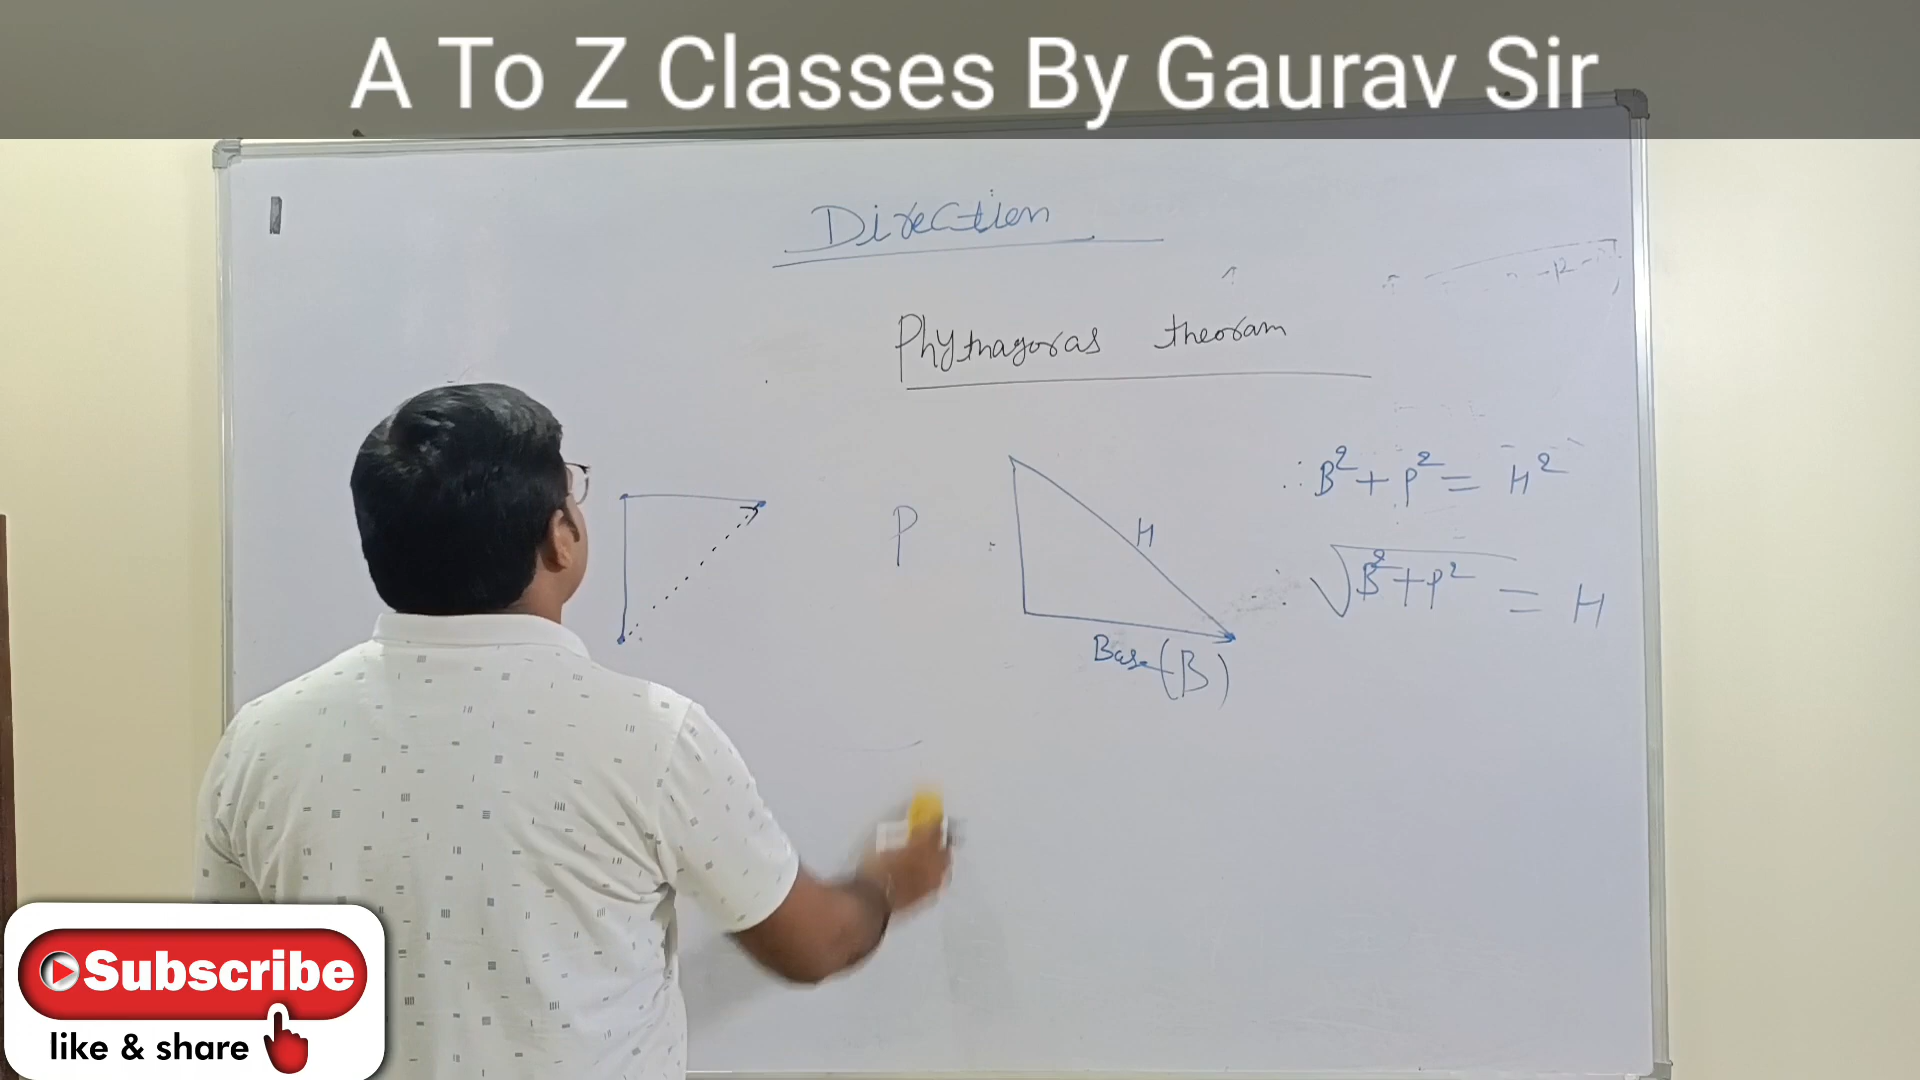 A To Z Classes By Gaurav Sir
Direction
Phythagoras theoram
B² + P² = H²
P
H
√B² + P² = H
Base (B)
Subscribe
like & share